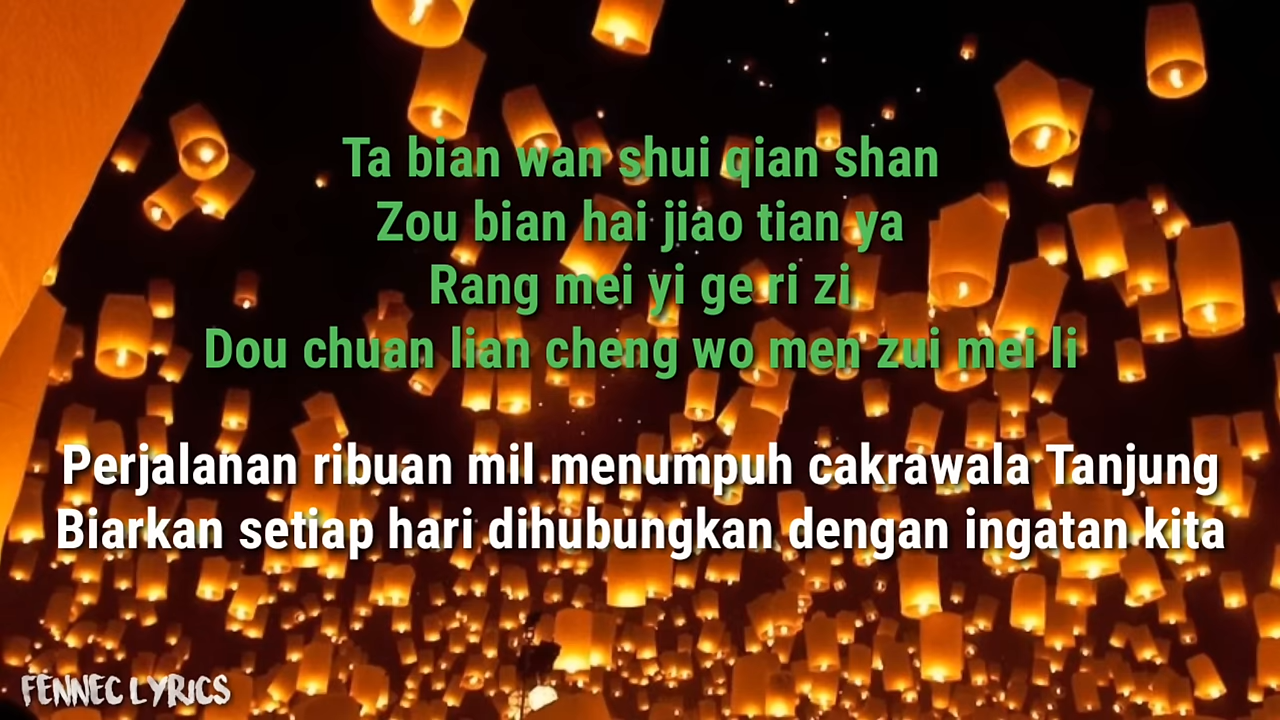 Ta bian wan shui qian shan
Zou bian hai jiao tian ya
Rang mei yi ge ri zi
Dou chuan lian cheng wo men zui mei li
Perjalanan ribuan mil menumpuh cakrawala Tanjung
Biarkan setiap hari dihubungkan dengan ingatan kita
FENNEC LYRICS